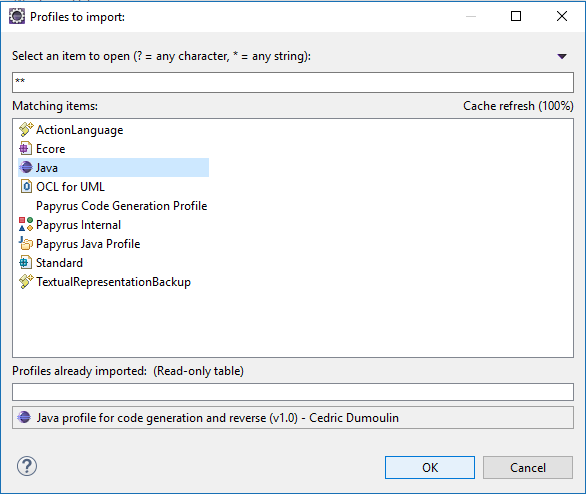 Profiles to import:
Select an item to open (? = any character, * = any string):
**
Matching items:
Cache refresh (100%)
ActionLanguage
Ecore
Java
OCL for UML
Papyrus Code Generation Profile
Papyrus Internal
Papyrus Java Profile
Standard
TextualRepresentationBackup
Profiles already imported:  (Read-only table)
Java profile for code generation and reverse (v1.0) - Cedric Dumoulin
?
OK
Cancel